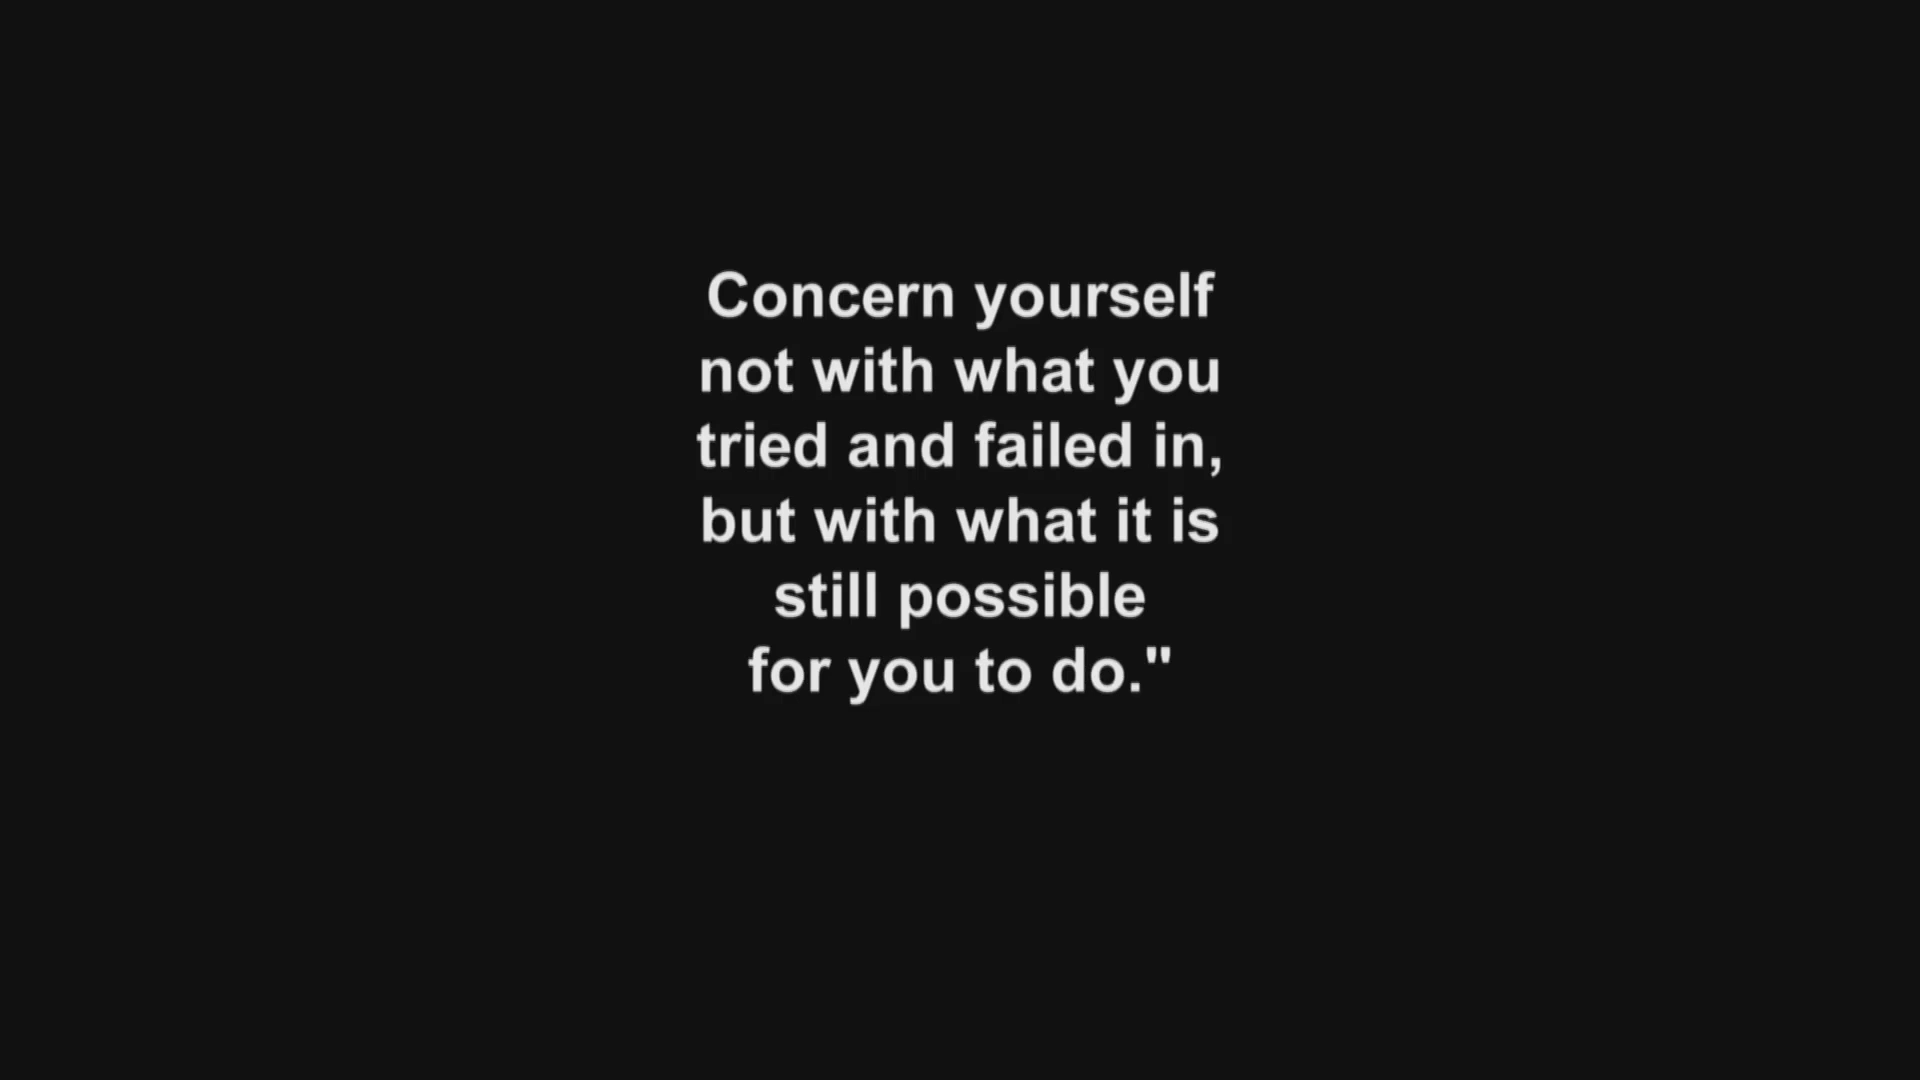 Concern yourself
not with what you
tried and failed in,
but with what it is
still possible
for you to do."